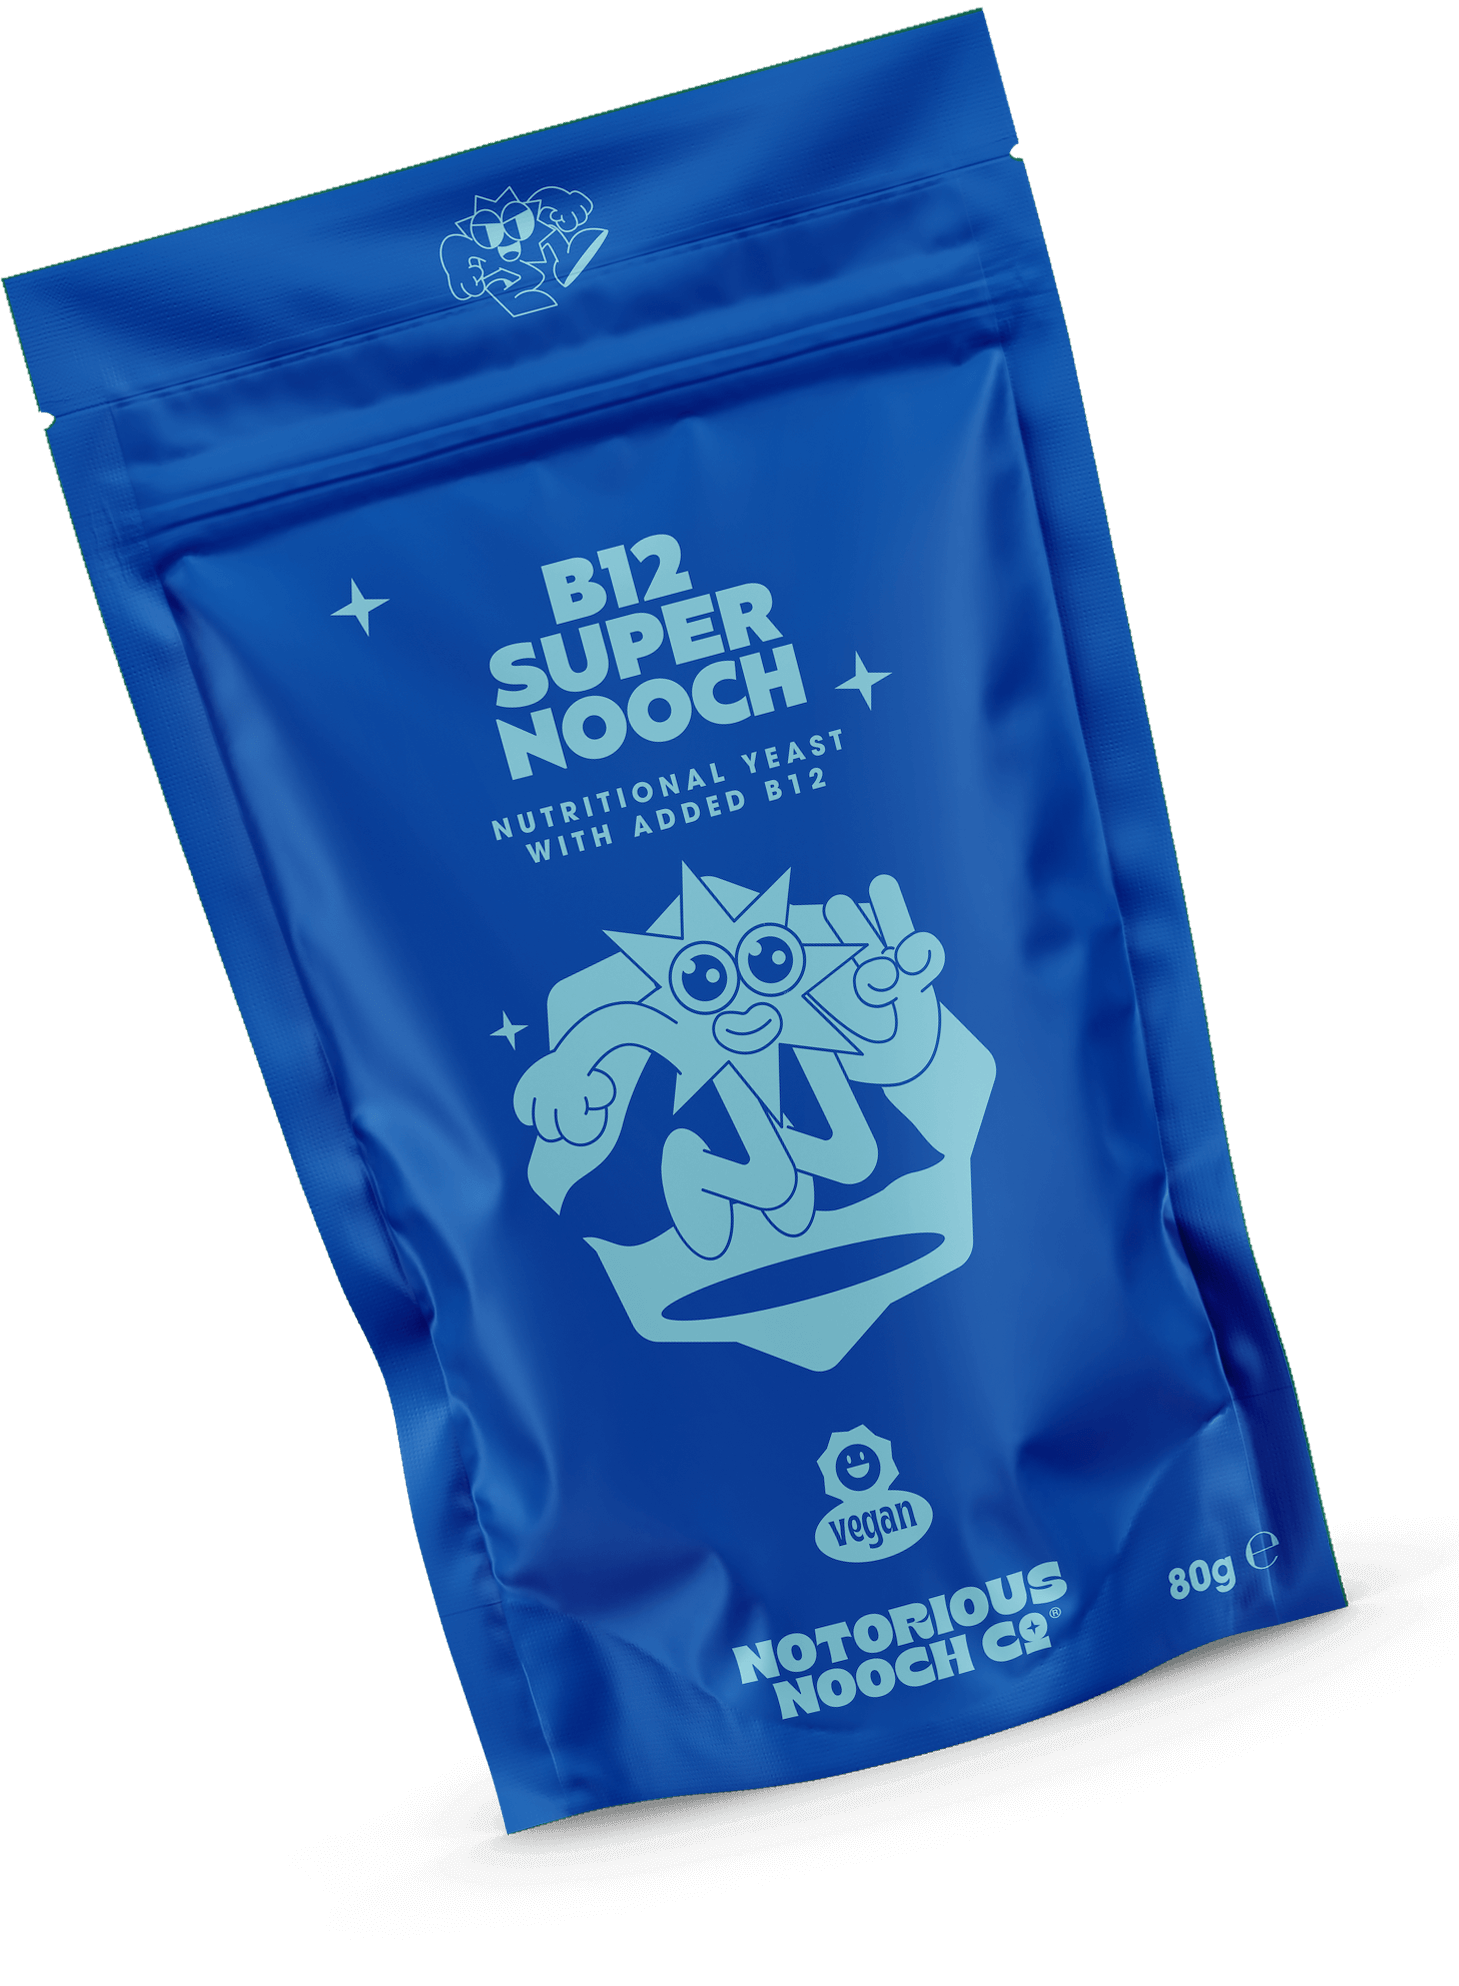 B12
SUPER
NOOCH
NUTRITIONAL YEAST
WITH ADDED B12
vegan
NOTORIOUS
NOOCH CO®
80g ℮